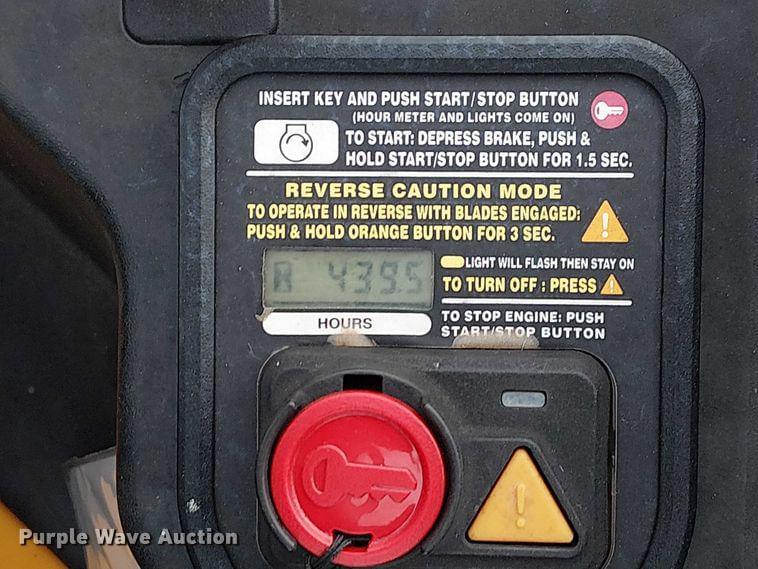 INSERT KEY AND PUSH START/STOP BUTTON
(HOUR METER AND LIGHTS COME ON)
TO START: DEPRESS BRAKE, PUSH &
HOLD START/STOP BUTTON FOR 1.5 SEC.
REVERSE CAUTION MODE
TO OPERATE IN REVERSE WITH BLADES ENGAGED:
PUSH & HOLD ORANGE BUTTON FOR 3 SEC.
LIGHT WILL FLASH THEN STAY ON
TO TURN OFF : PRESS
439.5
HOURS
TO STOP ENGINE: PUSH
START/STOP BUTTON
Purple Wave Auction